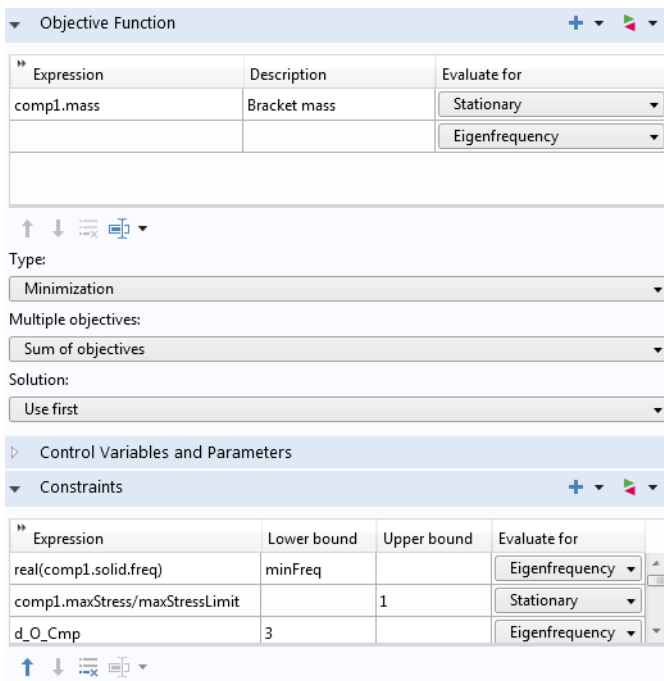 Objective Function
Expression Description Evaluate for
comp1.mass Bracket mass Stationary
Eigenfrequency
Type:
Minimization
Multiple objectives:
Sum of objectives
Solution:
Use first
Control Variables and Parameters
Constraints
Expression Lower bound Upper bound Evaluate for
real(comp1.solid.freq) minFreq Eigenfrequency
comp1.maxStress/maxStressLimit 1 Stationary
d_O_Cmp 3 Eigenfrequency